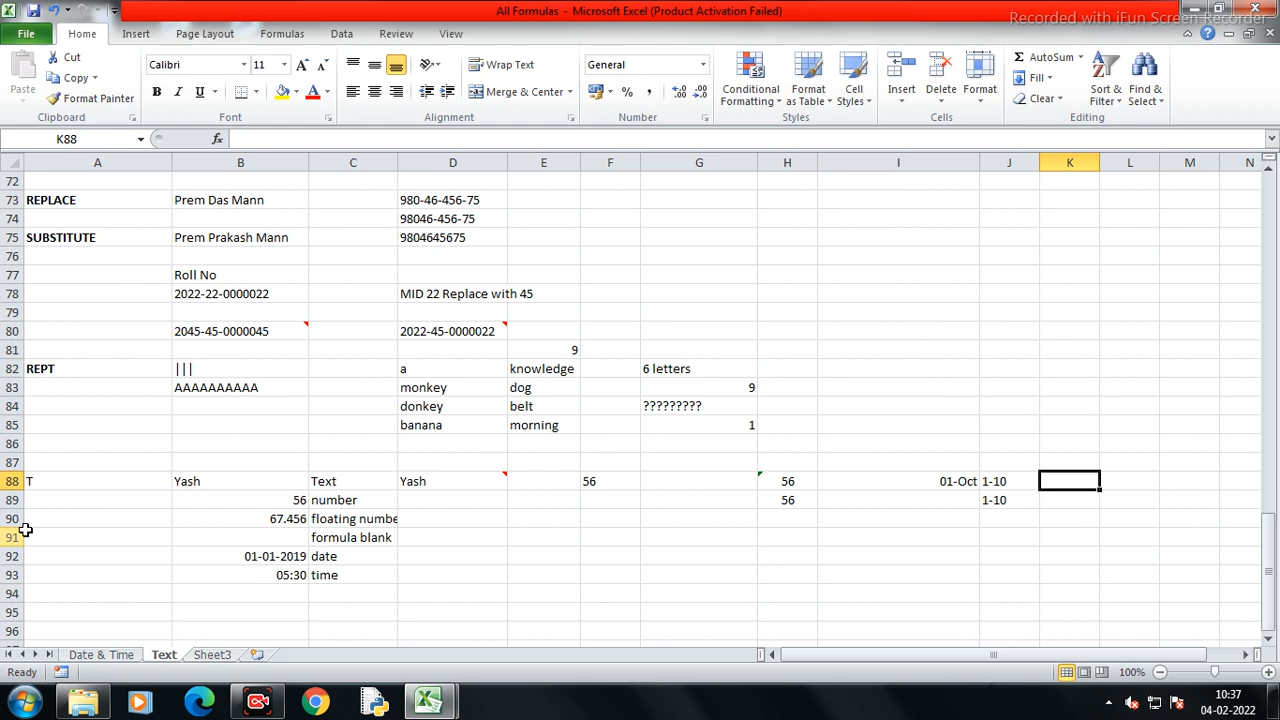 All Formulas - Microsoft Excel (Product Activation Failed)
Recorded with iFun Screen Recorder
File Home Insert Page Layout Formulas Data Review View
Paste Cut Copy Format Painter Clipboard
Calibri 11 B I U A Font
Wrap Text Merge & Center Alignment
General % , Number
Conditional Formatting Format as Table Cell Styles Styles
Insert Delete Format Cells
AutoSum Fill Clear Sort & Filter Find & Select Editing
K88 fx
A B C D E F G H I J K L M N
72
73 REPLACE Prem Das Mann 980-46-456-75
74 98046-456-75
75 SUBSTITUTE Prem Prakash Mann 9804645675
76
77 Roll No
78 2022-22-0000022 MID 22 Replace with 45
79
80 2045-45-0000045 2022-45-0000022
81 9
82 REPT ||| a knowledge 6 letters
83 AAAAAAAAAA monkey dog 9
84 donkey belt ?????????
85 banana morning 1
86
87
88 T Yash Text Yash 56 56 01-Oct 1-10
89 56 number 56 1-10
90 67.456 floating numbe
91 formula blank
92 01-01-2019 date
93 05:30 time
94
95
96
Date & Time Text Sheet3
Ready 100%
10:37
04-02-2022